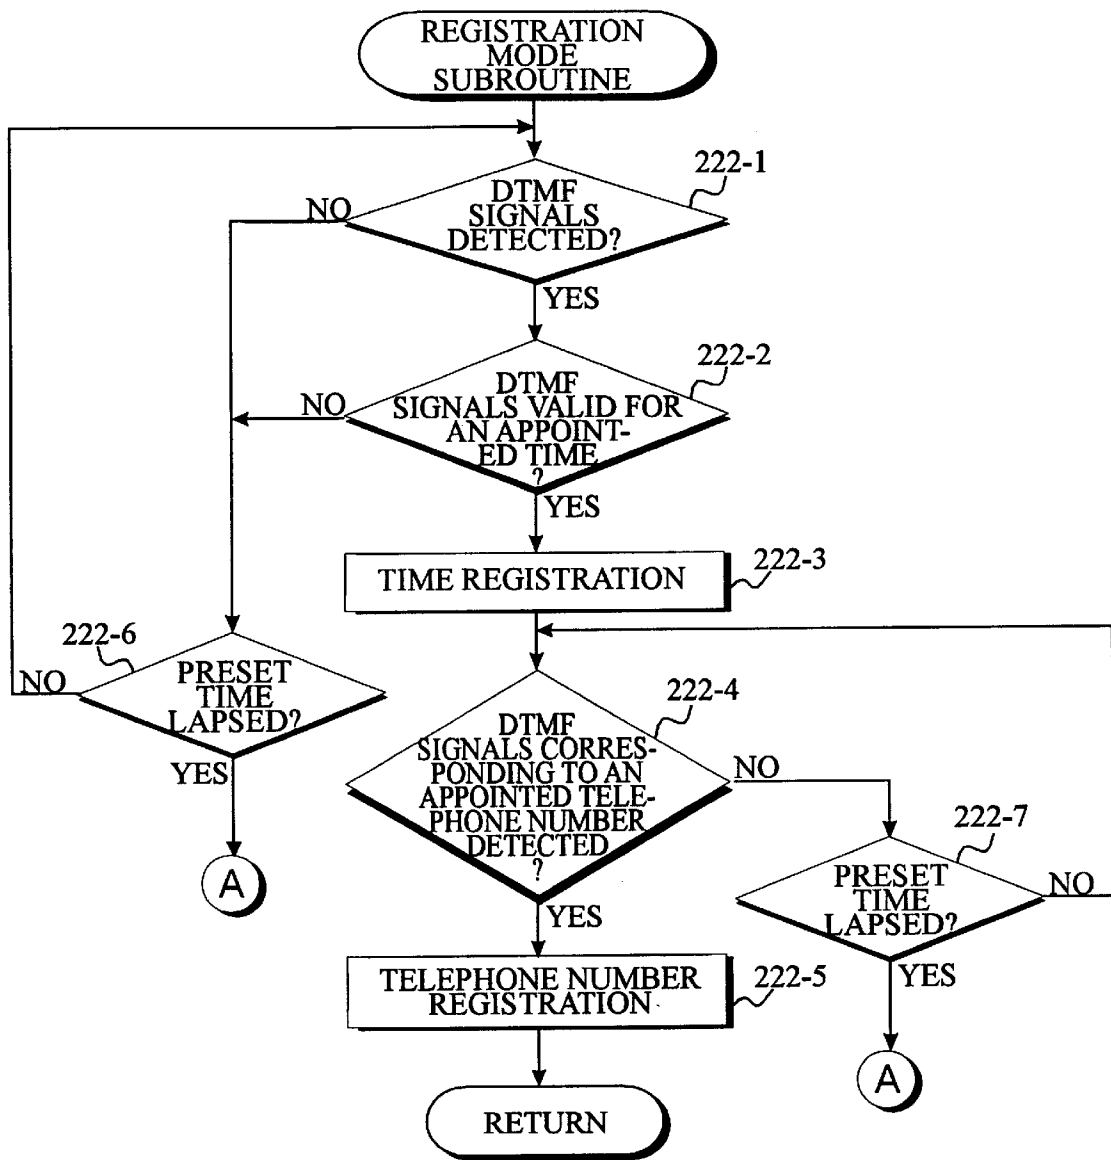 REGISTRATION
MODE
SUBROUTINE
222-1
DTMF
SIGNALS
DETECTED?
NO
YES
222-2
DTMF
SIGNALS VALID FOR
AN APPOINT-
ED TIME
?
NO
YES
TIME REGISTRATION
222-3
222-6
PRESET
TIME
LAPSED?
NO
YES
A
222-4
DTMF
SIGNALS CORRES-
PONDING TO AN
APPOINTED TELE-
PHONE NUMBER
DETECTED
?
NO
YES
222-7
PRESET
TIME
LAPSED?
NO
YES
A
TELEPHONE NUMBER
REGISTRATION
222-5
RETURN